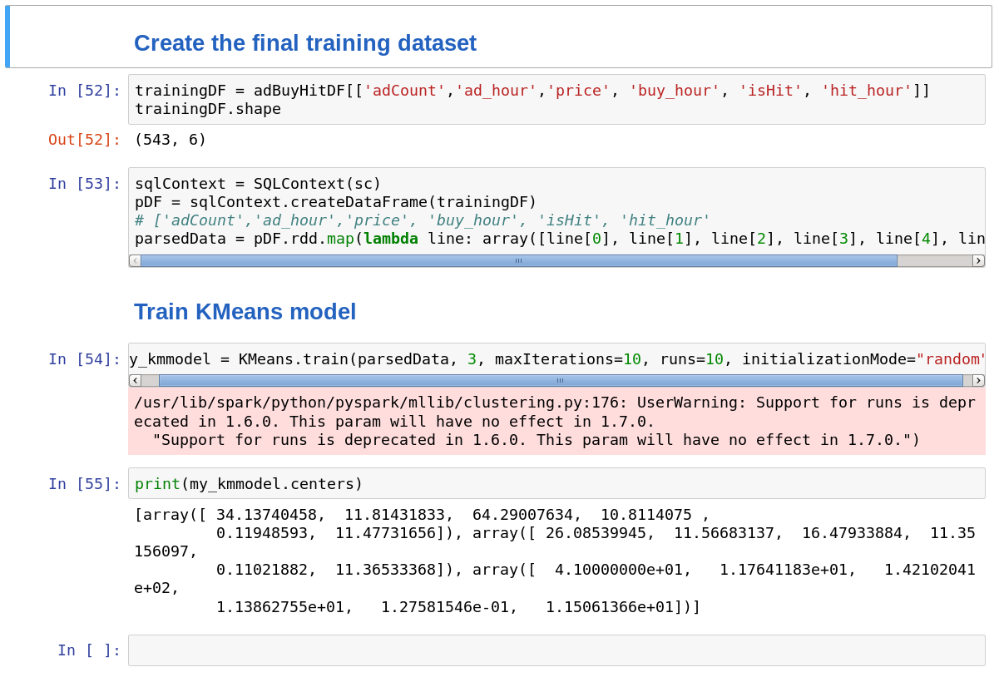 Create the final training dataset
In [52]: trainingDF = adBuyHitDF[['adCount','ad_hour','price', 'buy_hour', 'isHit', 'hit_hour']]
trainingDF.shape
Out[52]: (543, 6)
In [53]: sqlContext = SQLContext(sc)
pDF = sqlContext.createDataFrame(trainingDF)
# ['adCount','ad_hour','price', 'buy_hour', 'isHit', 'hit_hour'
parsedData = pDF.rdd.map(lambda line: array([line[0], line[1], line[2], line[3], line[4], lin
Train KMeans model
In [54]: y_kmmodel = KMeans.train(parsedData, 3, maxIterations=10, runs=10, initializationMode="random"
/usr/lib/spark/python/pyspark/mllib/clustering.py:176: UserWarning: Support for runs is depr
ecated in 1.6.0. This param will have no effect in 1.7.0.
  "Support for runs is deprecated in 1.6.0. This param will have no effect in 1.7.0.")
In [55]: print(my_kmmodel.centers)
[array([ 34.13740458,  11.81431833,  64.29007634,  10.8114075 ,
         0.11948593,  11.47731656]), array([ 26.08539945,  11.56683137,  16.47933884,  11.35
156097,
         0.11021882,  11.36533368]), array([  4.10000000e+01,   1.17641183e+01,   1.42102041
e+02,
         1.13862755e+01,   1.27581546e-01,   1.15061366e+01])]
In [ ]: